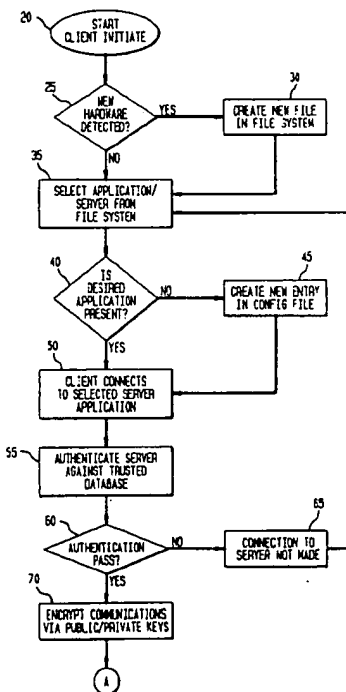 20
START
CLIENT INITIATE
25
NEW
HARDWARE
DETECTED?
YES
30
CREATE NEW FILE
IN FILE SYSTEM
NO
35
SELECT APPLICATION/
SERVER FROM
FILE SYSTEM
40
IS
DESIRED
APPLICATION
PRESENT?
NO
45
CREATE NEW ENTRY
IN CONFIG FILE
YES
50
CLIENT CONNECTS
TO SELECTED SERVER
APPLICATION
55
AUTHENTICATE SERVER
AGAINST TRUSTED
DATABASE
60
AUTHENTICATION
PASS?
NO
65
CONNECTION TO
SERVER NOT MADE
YES
70
ENCRYPT COMMUNICATIONS
VIA PUBLIC/PRIVATE KEYS
A